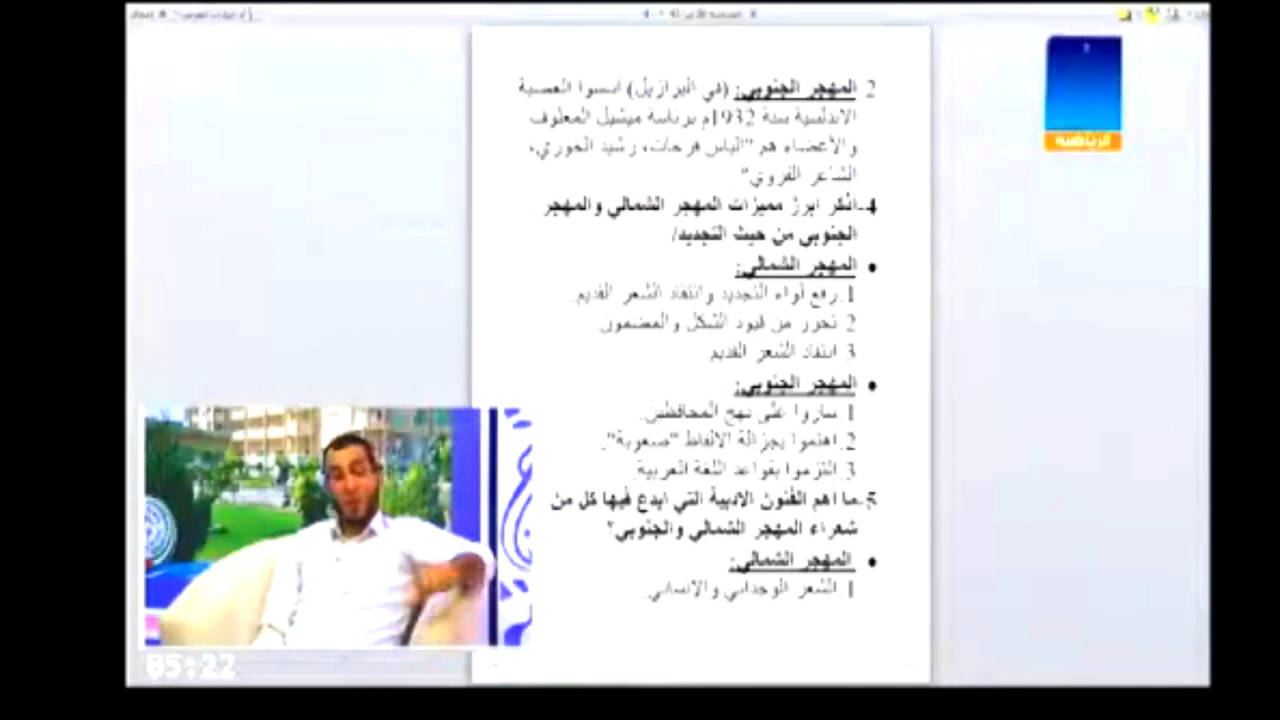 2 المهجر الجنوبي: (في البرازيل) اسسوا العصبة
الاندلسية سنة 1932م برئاسة ميشيل المعلوف
والأعضاء هم "الياس فرحات، رشيد الخوري،
الشاعر القروي"
4-اذكر ابرز مميزات المهجر الشمالي والمهجر
الجنوبي من حيث التجديد/
• المهجر الشمالي:
1. رفع لواء التجديد وانتقاد الشعر القديم.
2. تحرر من قيود الشكل والمضمون.
3. انتقاد الشعر القديم
• المهجر الجنوبي:
1. ساروا على نهج المحافظين.
2. اهتموا بجزالة الالفاظ "صعوبة".
3. التزموا بقواعد اللغة العربية.
5-ما اهم الفنون الادبية التي ابدع فيها كل من
شعراء المهجر الشمالي والجنوبي؟
• المهجر الشمالي:
1. الشعر الوجداني والانساني.
الرياضية
05:22